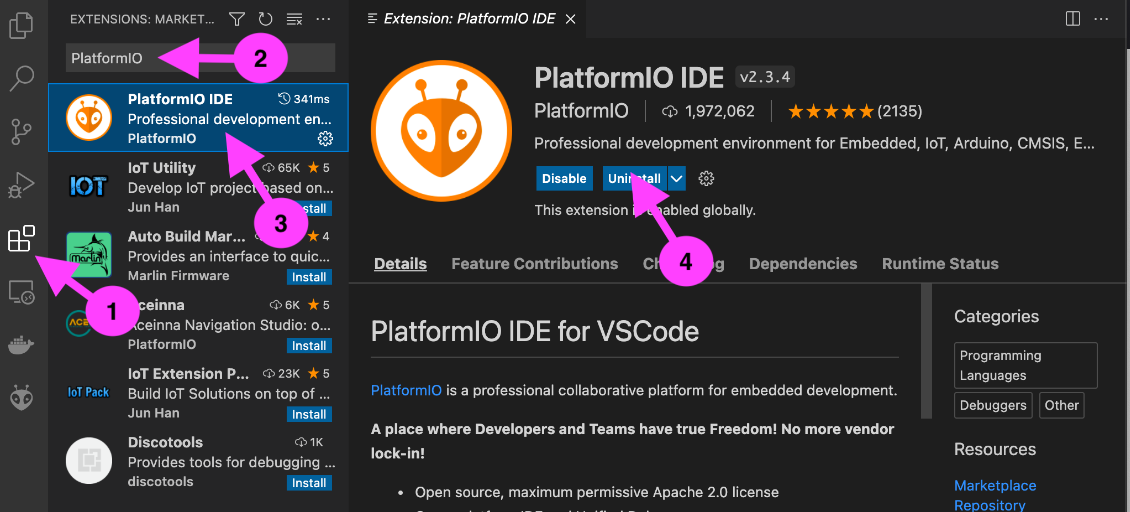 EXTENSIONS: MARKET...
PlatformIO
2
PlatformIO IDE
341ms
Professional development en...
PlatformIO
IoT Utility
65K
5
IOT
Develop IoT project based on...
Jun Han
3
Auto Build Mar...
4
Marlin
Provides an interface to quic...
Marlin Firmware
Install
1
Aceinna
6K
5
ACE
Aceinna Navigation Studio: o...
PlatformIO
Install
IoT Extension P...
23K
5
IoT Pack
Build IoT Solutions on top of ...
Jun Han
Install
Discotools
1K
Provides tools for debugging ...
discotools
Install
Extension: PlatformIO IDE
PlatformIO IDE v2.3.4
PlatformIO 1,972,062 (2135)
Professional development environment for Embedded, IoT, Arduino, CMSIS, E...
Disable Uninstall
This extension is enabled globally.
4
Details Feature Contributions Dependencies Runtime Status
PlatformIO IDE for VSCode
PlatformIO is a professional collaborative platform for embedded development.
A place where Developers and Teams have true Freedom! No more vendor
lock-in!
• Open source, maximum permissive Apache 2.0 license
Categories
Programming
Languages
Debuggers Other
Resources
Marketplace
Repository